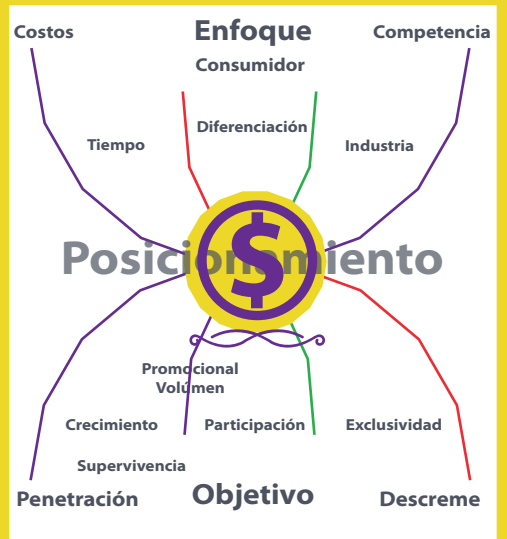 Costos
Enfoque
Competencia
Consumidor
Diferenciación
Tiempo
Industria
Posicionamiento
$
Promocional
Volúmen
Crecimiento
Participación
Exclusividad
Supervivencia
Penetración
Objetivo
Descreme